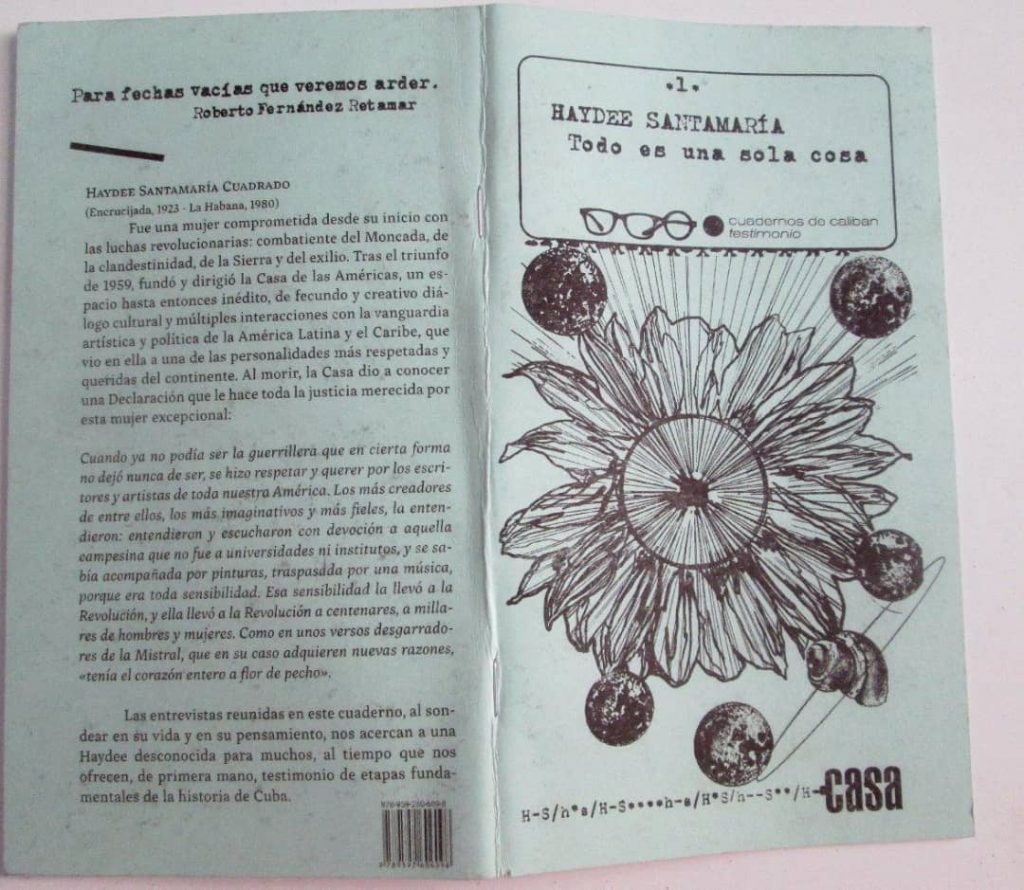 Para fechas vacías que veremos arder.
Roberto Fernández Retamar
HAYDEE SANTAMARÍA CUADRADO
(Encrucijada, 1923 - La Habana, 1980)
Fue una mujer comprometida desde su inicio con
las luchas revolucionarias: combatiente del Moncada, de
la clandestinidad, de la Sierra y del exilio. Tras el triunfo
de 1959, fundó y dirigió la Casa de las Américas, un es-
pacio hasta entonces inédito, de fecundo y creativo diá-
logo cultural y múltiples interacciones con la vanguardia
artística y política de la América Latina y el Caribe, que
vio en ella a una de las personalidades más respetadas y
queridas del continente. Al morir, la Casa dio a conocer
una Declaración que le hace toda la justicia merecida por
esta mujer excepcional:
Cuando ya no podía ser la guerrillera que en cierta forma
no dejó nunca de ser, se hizo respetar y querer por los escri-
tores y artistas de toda nuestra América. Los más creadores
de entre ellos, los más imaginativos y más fieles, la enten-
dieron: entendieron y escucharon con devoción a aquella
campesina que no fue a universidades ni institutos, y se sa-
bía acompañada por pinturas, traspasada por una música,
porque era toda sensibilidad. Esa sensibilidad la llevó a la
Revolución, y ella llevó a la Revolución a centenares, a milla-
res de hombres y mujeres. Como en unos versos desgarrado-
res de la Mistral, que en su caso adquieren nuevas razones,
«tenía el corazón entero a flor de pecho».
Las entrevistas reunidas en este cuaderno, al son-
dear en su vida y en su pensamiento, nos acercan a una
Haydee desconocida para muchos, al tiempo que nos
ofrecen, de primera mano, testimonio de etapas funda-
mentales de la historia de Cuba.
.1.
HAYDEE SANTAMARÍA
Todo es una sola cosa
cuadernos de caliban
testimonio
H-S/h*s/H-S****h-s/H*S/h--S**/H-
casa